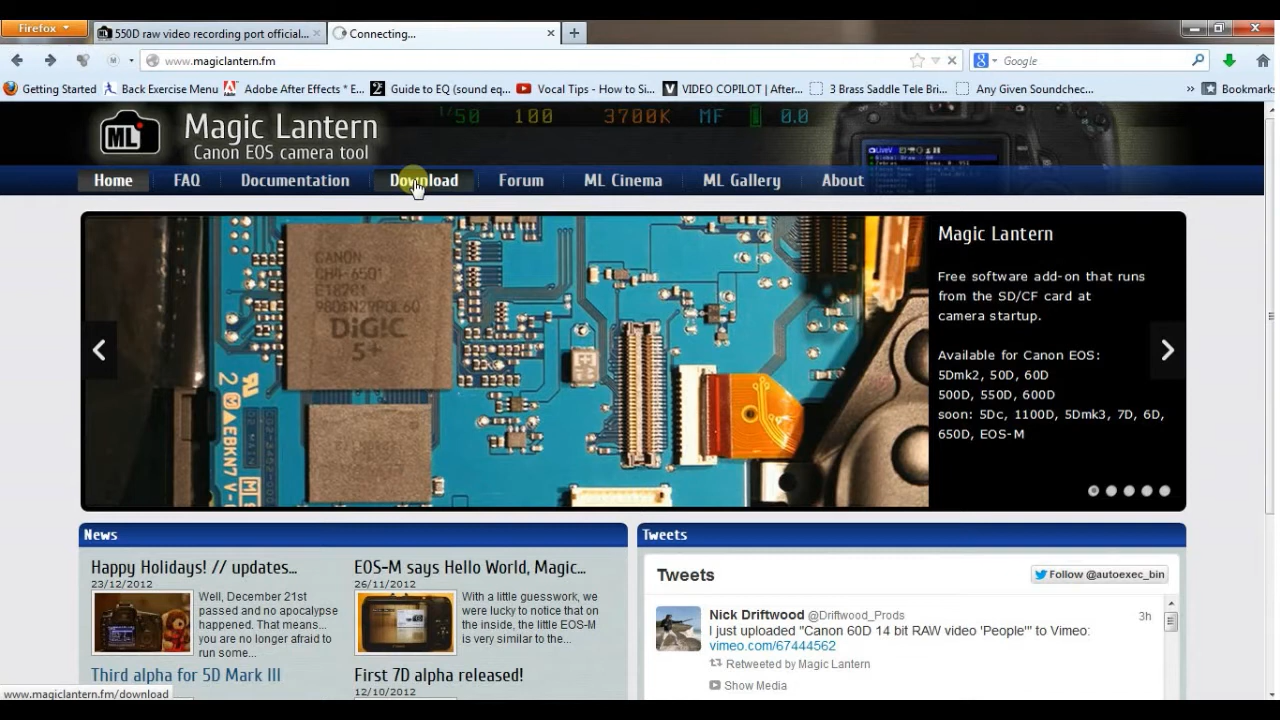 Firefox
550D raw video recording port official...
Connecting...
www.magiclantern.fm
Google
Getting Started
Back Exercise Menu
Adobe After Effects * E...
Guide to EQ (sound eq...
Vocal Tips - How to Si...
VIDEO COPILOT | After...
3 Brass Saddle Tele Bri...
Any Given Soundchec...
»
Bookmarks
ML
Magic Lantern
Canon EOS camera tool
1/50 100 3700K MF 0.0
Home
FAQ
Documentation
Download
Forum
ML Cinema
ML Gallery
About
CANON
CH4-6501
DIGIC
5+
Magic Lantern
Free software add-on that runs
from the SD/CF card at
camera startup.
Available for Canon EOS:
5Dmk2, 50D, 60D
500D, 550D, 600D
soon: 5Dc, 1100D, 5Dmk3, 7D, 6D,
650D, EOS-M
News
Happy Holidays! // updates...
23/12/2012
Well, December 21st
passed and no apocalypse
happened. That means...
you are no longer afraid to
run some...
EOS-M says Hello World, Magic...
26/11/2012
With a little guesswork, we
were lucky to notice that on
the inside, the little EOS-M
is very similar to the...
Third alpha for 5D Mark III
First 7D alpha released!
12/10/2012
Tweets
Tweets
Follow @autoexec_bin
Nick Driftwood @Driftwood_Prods
3h
I just uploaded "Canon 60D 14 bit RAW video 'People'" to Vimeo:
vimeo.com/67444562
Retweeted by Magic Lantern
Show Media
www.magiclantern.fm/download